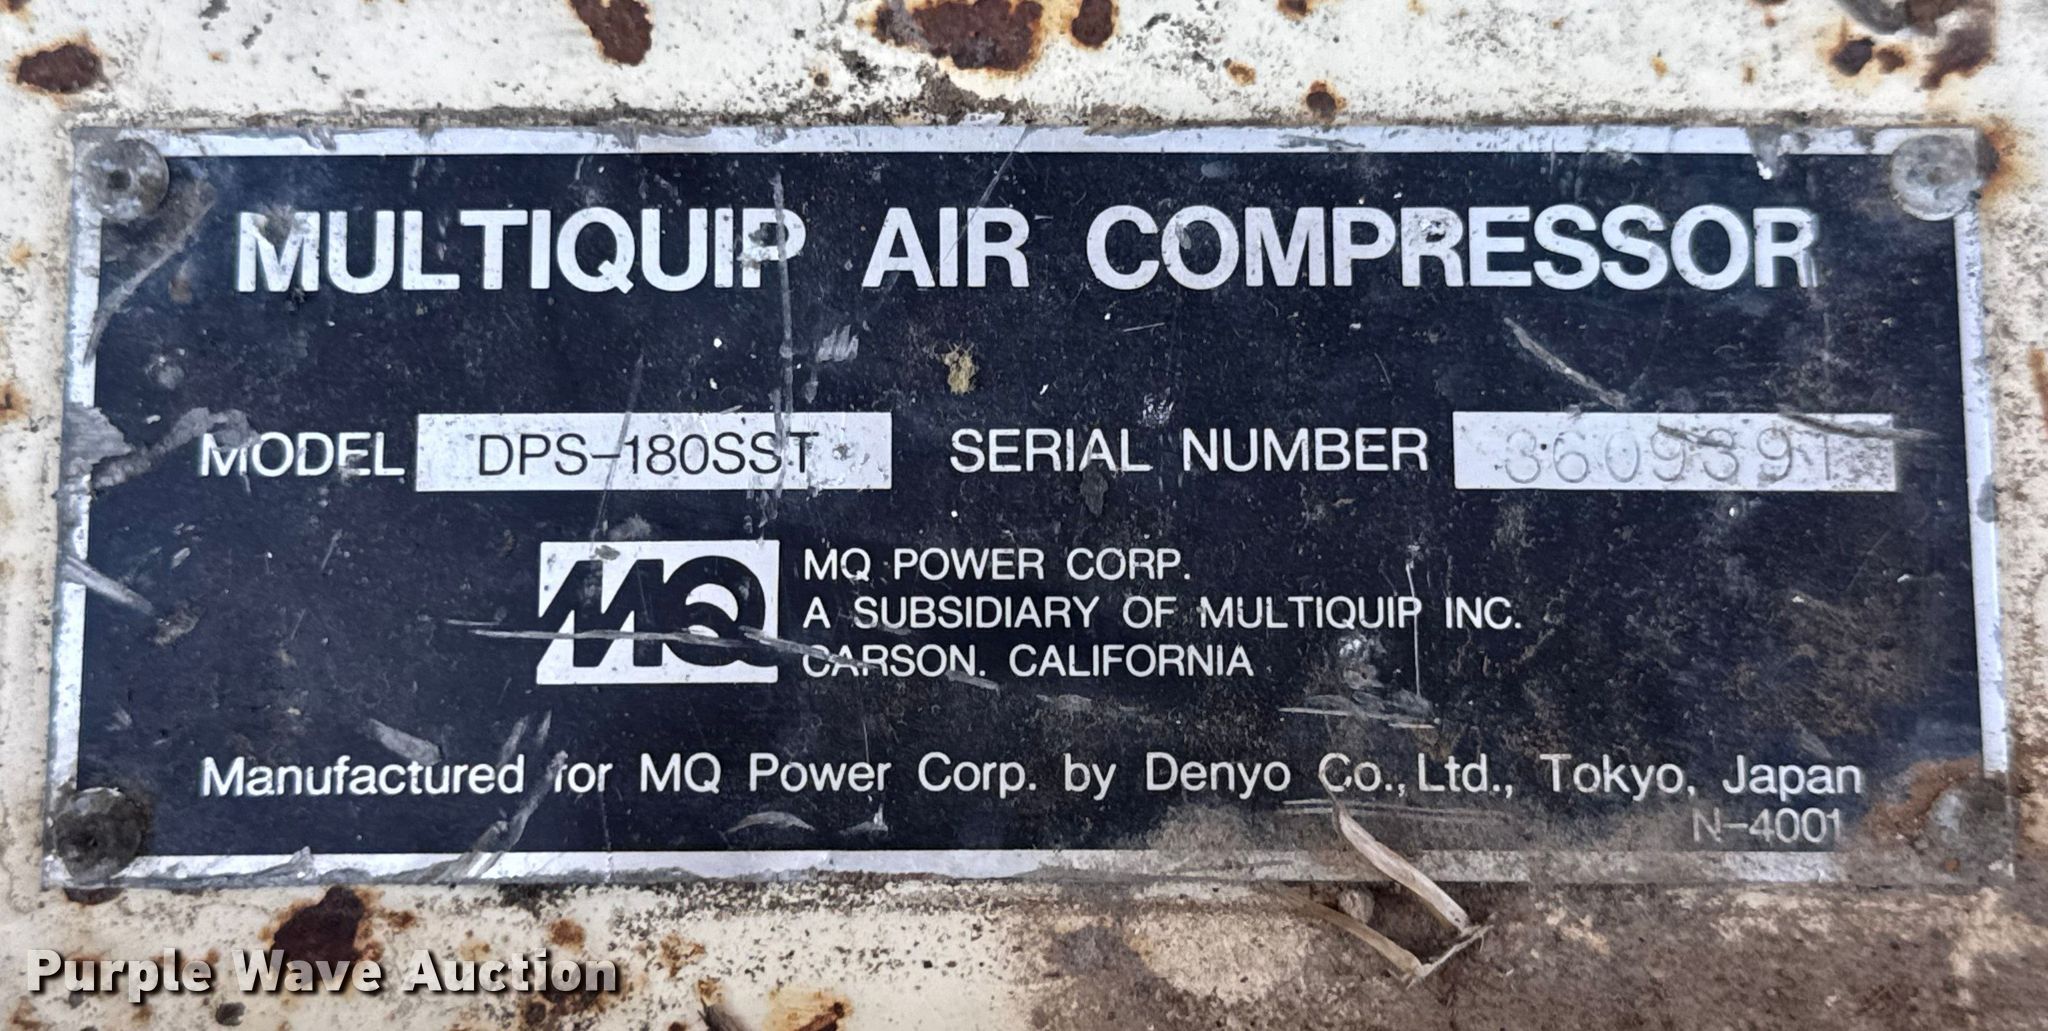 MULTIQUIP AIR COMPRESSOR
MODEL DPS-180SST SERIAL NUMBER 3609391
MQ
MQ POWER CORP.
A SUBSIDIARY OF MULTIQUIP INC.
CARSON. CALIFORNIA
Manufactured for MQ Power Corp. by Denyo Co., Ltd., Tokyo, Japan
N-4001
Purple Wave Auction